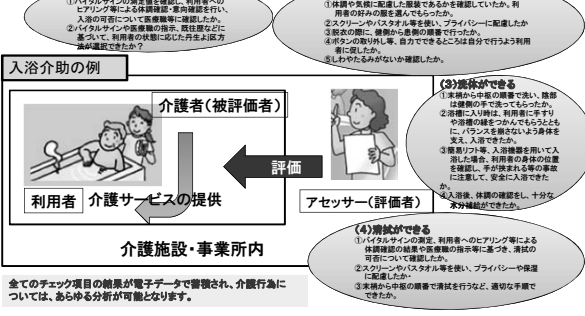 ①バイタルサインの測定値を確認し、利用者への
ヒアリング等による体調確認・意向確認を行い、
入浴の可否について医療職等に確認したか。
②バイタルサインや医療職の指示、既往歴などに
基づいて、利用者の状態に応じた
方
法が選択できたか?
①体調や気候に配慮した服装であるかを確認していたか。利
用者の好みの服を選んでもらったか。
②スクリーンやバスタオル等を使い、プライバシーに配慮したか
③脱衣の際に、健側から患側の順番で行ったか。
④ボタンの取り外し等、自力でできるところは自分で行うよう利用
者に促したか。
⑤しわやたるみがないか確認したか。
入浴介助の例
介護者(被評価者)
利用者
介護サービスの提供
評価
アセッサー(評価者)
介護施設・事業所内
(3)洗体ができる
①末梢から中枢の順番で洗い、陰部
は健側の手で洗ってもらったか。
②浴槽に入り時は、利用者に手すり
や浴槽の縁をつかんでもらうととも
に、バランスを崩さないよう身体を
支え、入浴できたか。
③簡易リフト等、入浴機器を用いて入
浴した場合、利用者の身体の位置
を確認し、手が挟まれる等の事故
に注意して、安全に入浴できた
か。
④入浴後、体調の確認をし、十分な
水分補給ができたか。
(4)清拭ができる
①バイタルサインの測定、利用者へのヒアリング等による
体調確認の結果や医療職の指示等に基づき、清拭の
可否について確認したか。
②スクリーンやバスタオル等を使い、プライバシーや保湿
に配慮したか・
③末梢から中枢の順番で清拭を行うなど、適切な手順で
できたか。
全てのチェック項目の結果が電子データで蓄積され、介護行為に
ついては、あらゆる分析が可能となります。